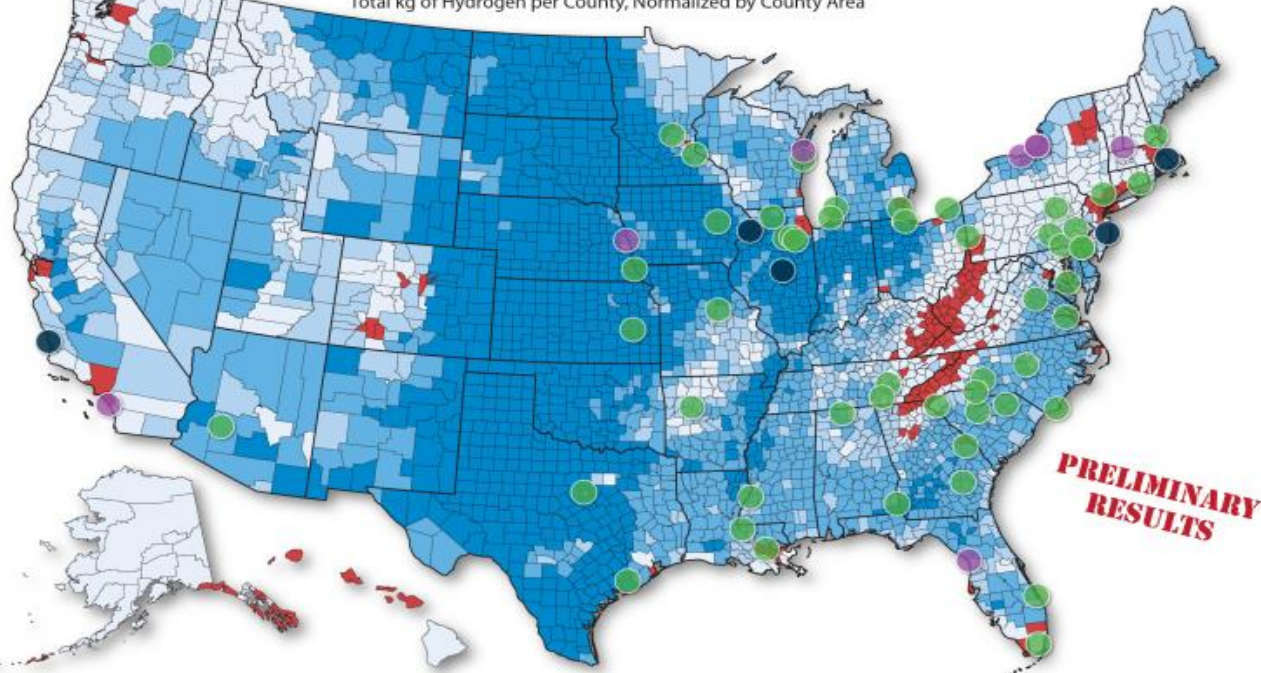 Total kg of Hydrogen per County, Normalized by County Area
PRELIMINARY
RESULTS